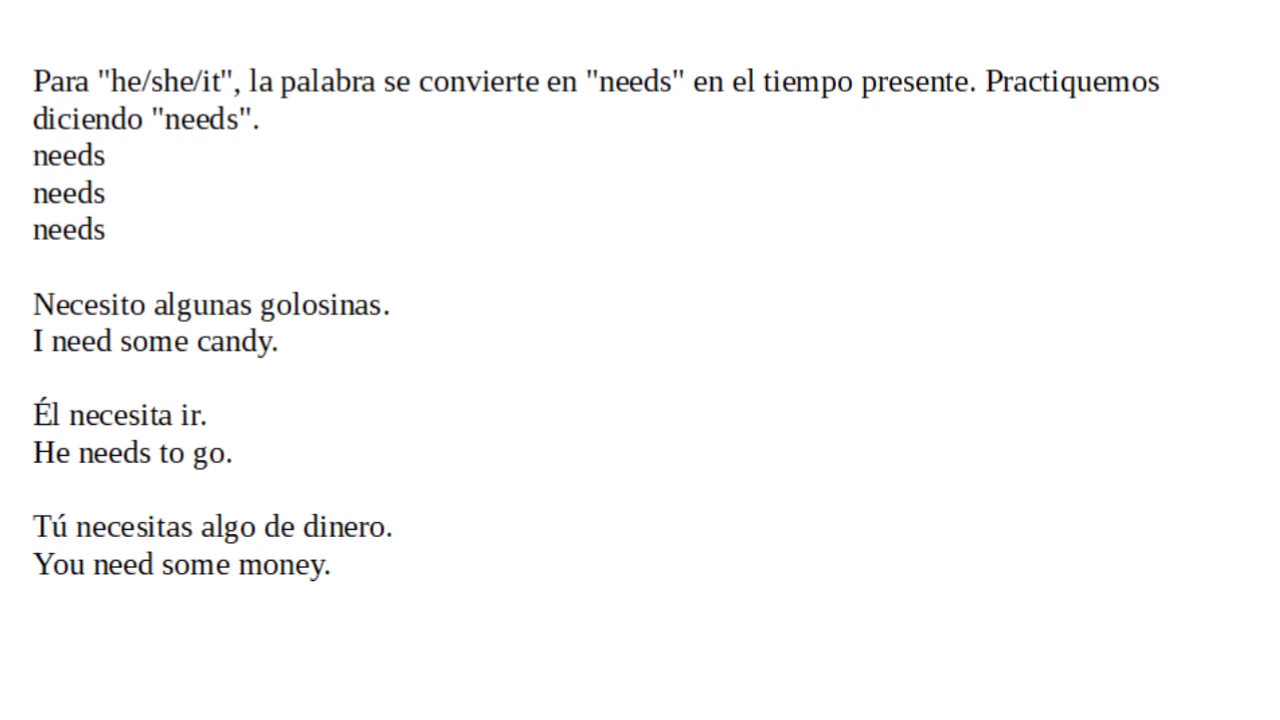 Para "he/she/it", la palabra se convierte en "needs" en el tiempo presente. Practiquemos
diciendo "needs".
needs
needs
needs
Necesito algunas golosinas.
I need some candy.
Él necesita ir.
He needs to go.
Tú necesitas algo de dinero.
You need some money.